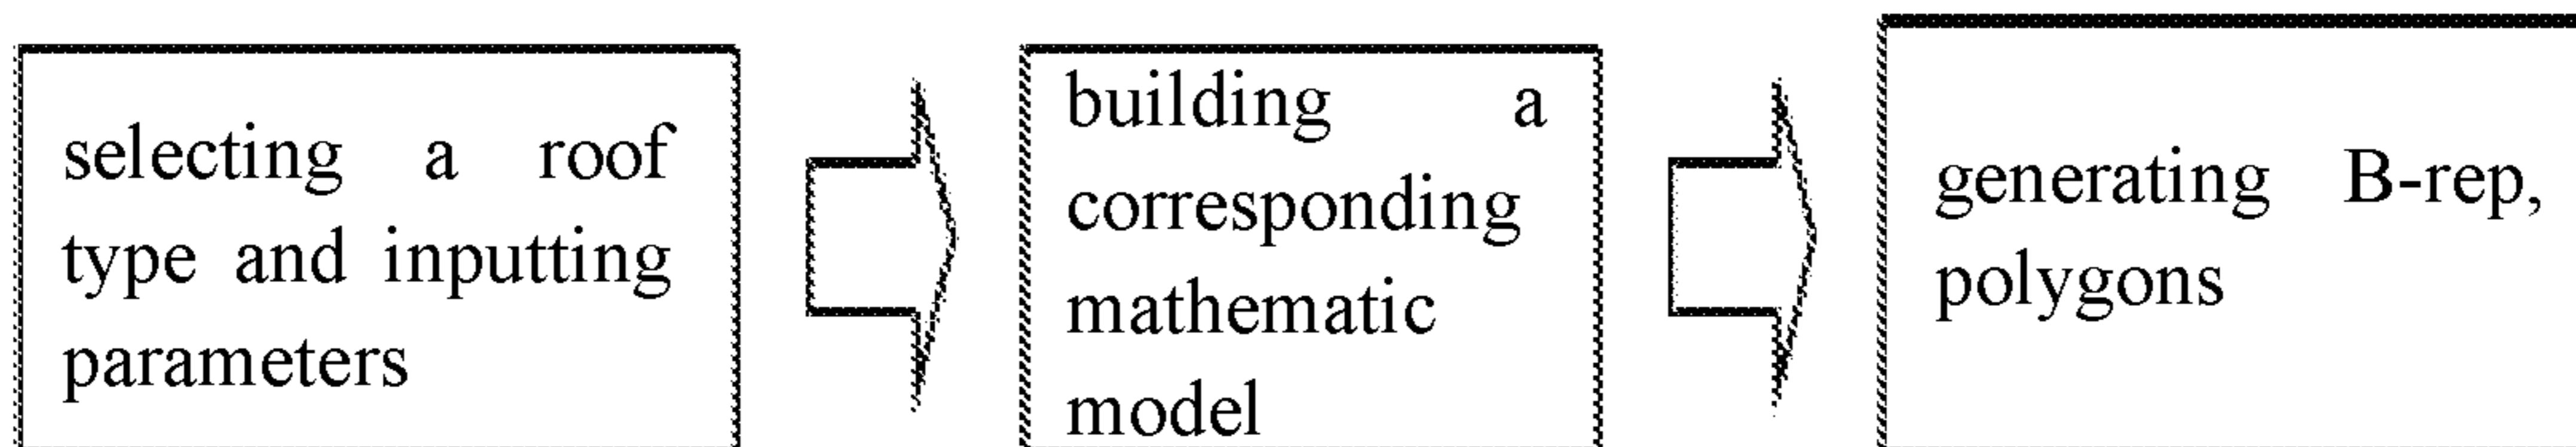 selecting a roof
type and inputting
parameters
building a
corresponding
mathematic
model
generating B-rep,
polygons